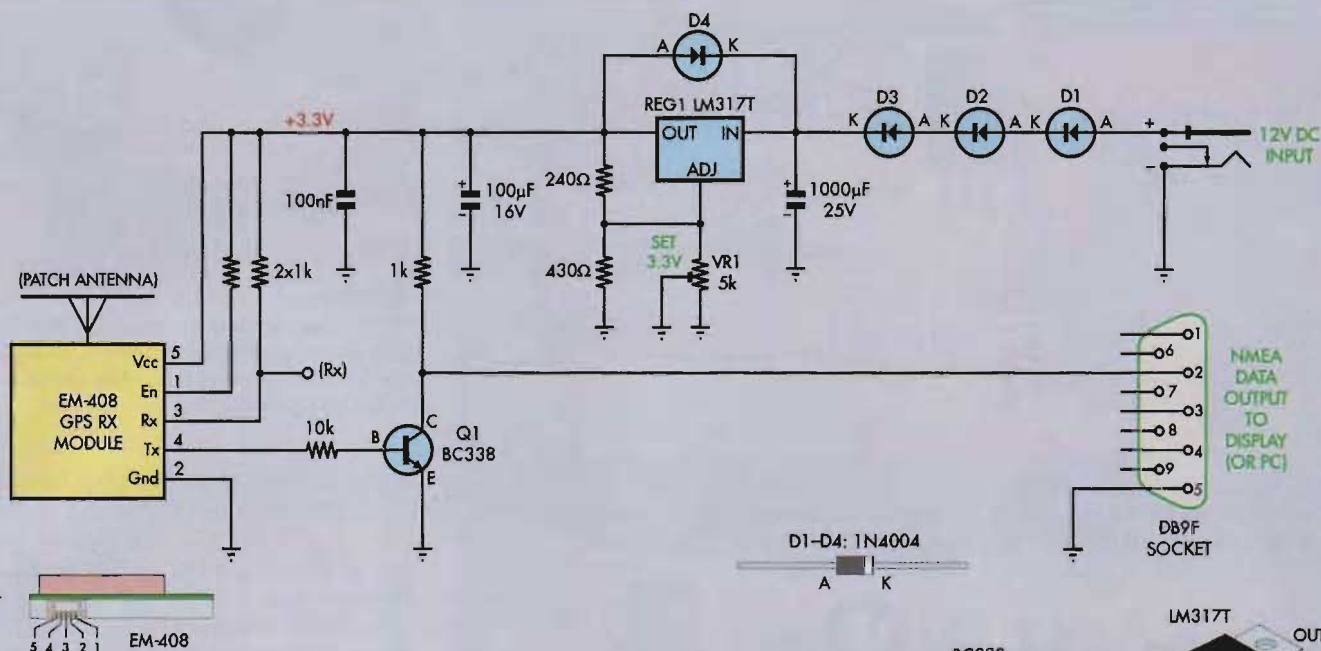 D4
A K
REG1 LM317T
OUT IN
ADJ
D3
K A
D2
K A
D1
K A
+
–
12V DC
INPUT
+3.3V
100nF
+
–
100µF
16V
240Ω
430Ω
SET
3.3V
VR1
5k
+
–
1000µF
25V
2x1k
1k
(PATCH ANTENNA)
EM-408
GPS RX
MODULE
Vcc 5
En 1
Rx 3
Tx 4
Gnd 2
(Rx)
10k
B
C
E
Q1
BC338
1
6
2
7
3
8
4
9
5
NMEA
DATA
OUTPUT
TO
DISPLAY
(OR PC)
DB9F
SOCKET
D1–D4: 1N4004
A K
5 4 3 2 1
EM-408
LM317T
OUT